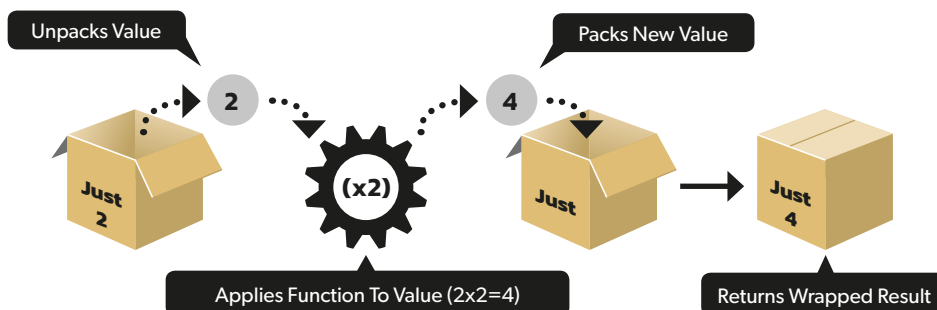 Unpacks Value
Packs New Value
2
4
Just
2
(x2)
Just
Just
4
Applies Function To Value (2x2=4)
Returns Wrapped Result